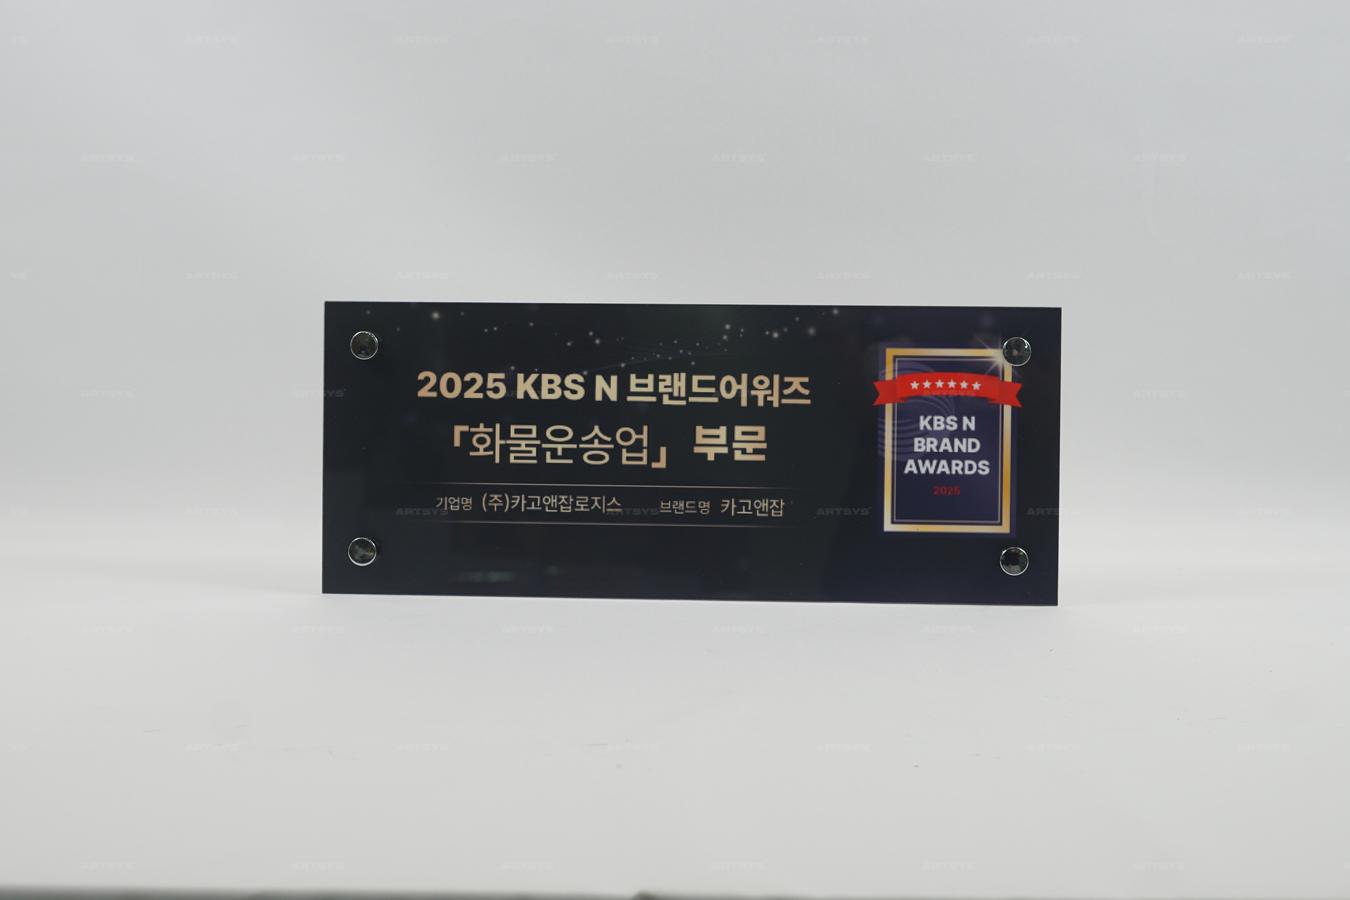 2025 KBS N 브랜드어워즈
「화물운송업」 부문
기업명 (주)카고앤잡로지스 브랜드명 카고앤잡
KBS N
BRAND
AWARDS
2025
ARTSYS